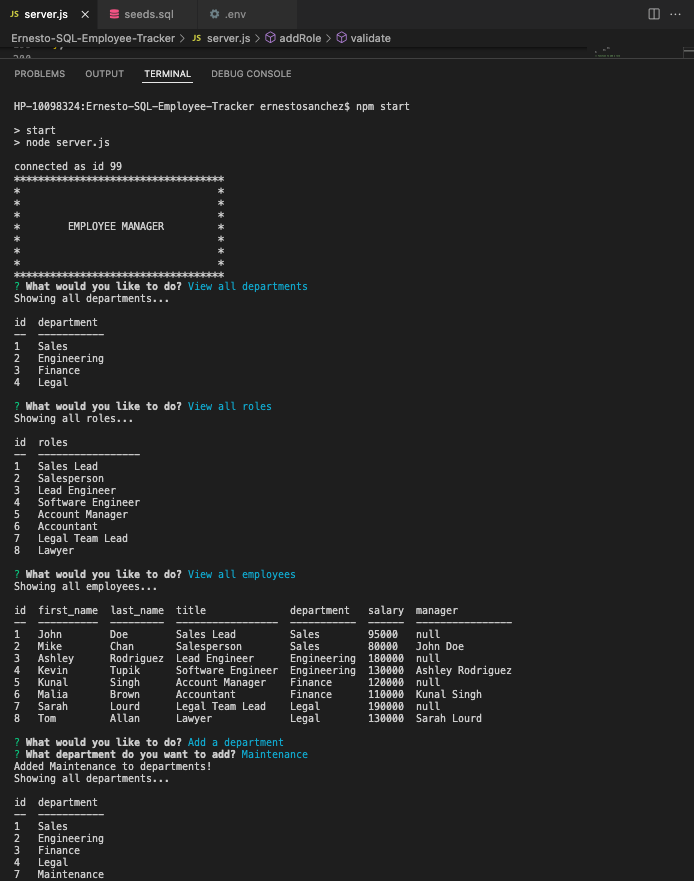 JS server.js × seeds.sql .env ···
Ernesto-SQL-Employee-Tracker > JS server.js > addRole > validate
PROBLEMS OUTPUT TERMINAL DEBUG CONSOLE
HP-10098324:Ernesto-SQL-Employee-Tracker ernestosanchez$ npm start
> start
> node server.js
connected as id 99
***********************************
* *
* *
* *
* EMPLOYEE MANAGER *
* *
* *
* *
***********************************
? What would you like to do? View all departments
Showing all departments...
id department
-- -----------
1 Sales
2 Engineering
3 Finance
4 Legal
? What would you like to do? View all roles
Showing all roles...
id roles
-- -----------------
1 Sales Lead
2 Salesperson
3 Lead Engineer
4 Software Engineer
5 Account Manager
6 Accountant
7 Legal Team Lead
8 Lawyer
? What would you like to do? View all employees
Showing all employees...
id first_name last_name title department salary manager
-- ---------- --------- ----------------- ----------- ------ ----------------
1 John Doe Sales Lead Sales 95000 null
2 Mike Chan Salesperson Sales 80000 John Doe
3 Ashley Rodriguez Lead Engineer Engineering 180000 null
4 Kevin Tupik Software Engineer Engineering 130000 Ashley Rodriguez
5 Kunal Singh Account Manager Finance 120000 null
6 Malia Brown Accountant Finance 110000 Kunal Singh
7 Sarah Lourd Legal Team Lead Legal 190000 null
8 Tom Allan Lawyer Legal 130000 Sarah Lourd
? What would you like to do? Add a department
? What department do you want to add? Maintenance
Added Maintenance to departments!
Showing all departments...
id department
-- -----------
1 Sales
2 Engineering
3 Finance
4 Legal
7 Maintenance